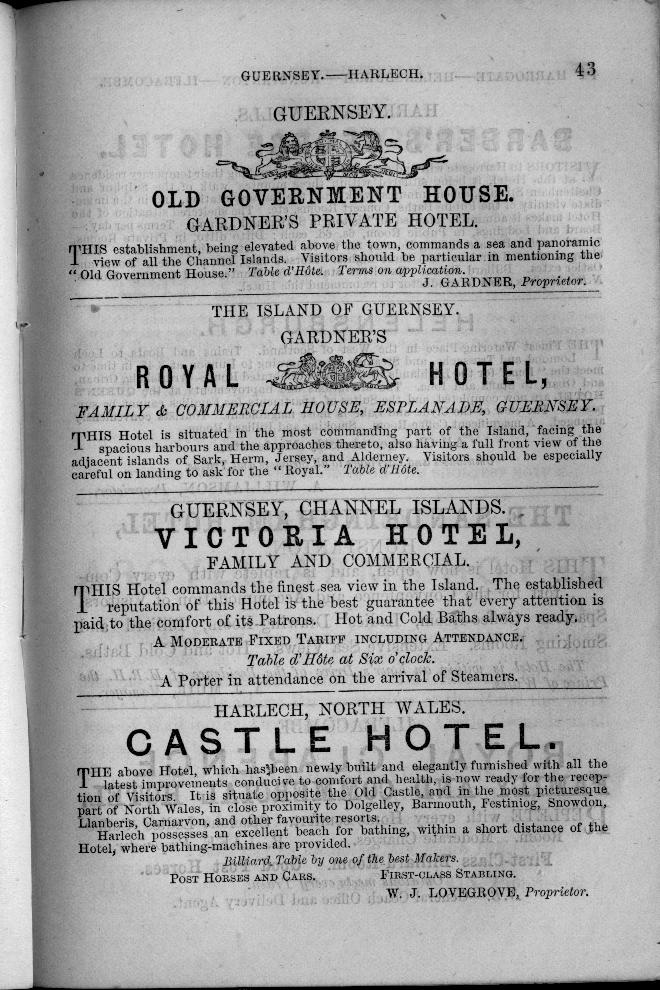 GUERNSEY.—HARLECH. 43
GUERNSEY.
OLD GOVERNMENT HOUSE.
GARDNER'S PRIVATE HOTEL.
THIS establishment, being elevated above the town, commands a sea and panoramic
view of all the Channel Islands. Visitors should be particular in mentioning the
"Old Government House." Table d'Hôte. Terms on application.
J. GARDNER, Proprietor.
THE ISLAND OF GUERNSEY.
GARDNER'S
ROYAL HOTEL,
FAMILY & COMMERCIAL HOUSE, ESPLANADE, GUERNSEY.
THIS Hotel is situated in the most commanding part of the Island, facing the
spacious harbours and the approaches thereto, also having a full front view of the
adjacent islands of Sark, Herm, Jersey, and Alderney. Visitors should be especially
careful on landing to ask for the "Royal." Table d'Hôte.
GUERNSEY, CHANNEL ISLANDS.
VICTORIA HOTEL,
FAMILY AND COMMERCIAL.
THIS Hotel commands the finest sea view in the Island. The established
reputation of this Hotel is the best guarantee that every attention is
paid to the comfort of its Patrons. Hot and Cold Baths always ready.
A MODERATE FIXED TARIFF INCLUDING ATTENDANCE.
Table d'Hôte at Six o'clock.
A Porter in attendance on the arrival of Steamers.
HARLECH, NORTH WALES.
CASTLE HOTEL.
THE above Hotel, which has been newly built and elegantly furnished with all the
latest improvements conducive to comfort and health, is now ready for the recep-
tion of Visitors. It is situate opposite the Old Castle, and in the most picturesque
part of North Wales, in close proximity to Dolgelley, Barmouth, Festiniog, Snowdon,
Llanberis, Carnarvon, and other favourite resorts.
Harlech possesses an excellent beach for bathing, within a short distance of the
Hotel, where bathing-machines are provided.
Billiard Table by one of the best Makers.
POST HORSES AND CARS. FIRST-CLASS STABLING.
W. J. LOVEGROVE, Proprietor.